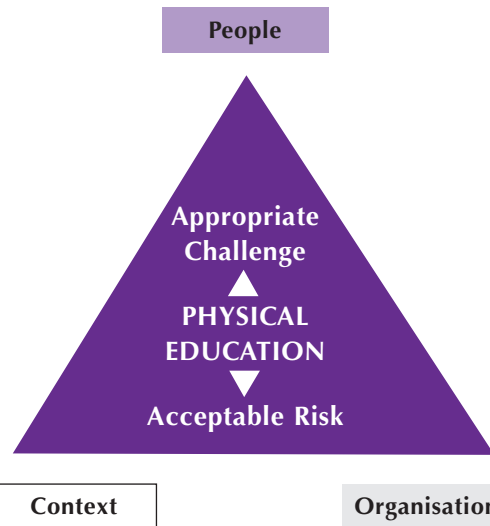 People
Appropriate
Challenge
PHYSICAL
EDUCATION
Acceptable Risk
Context
Organisation